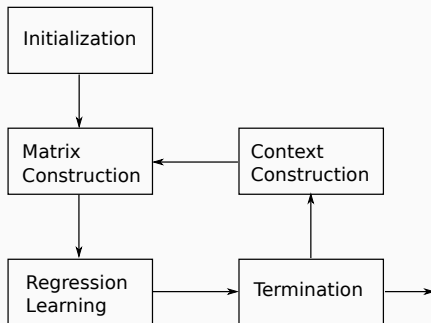 Initialization
Matrix
Construction
Context
Construction
Regression
Learning
Termination